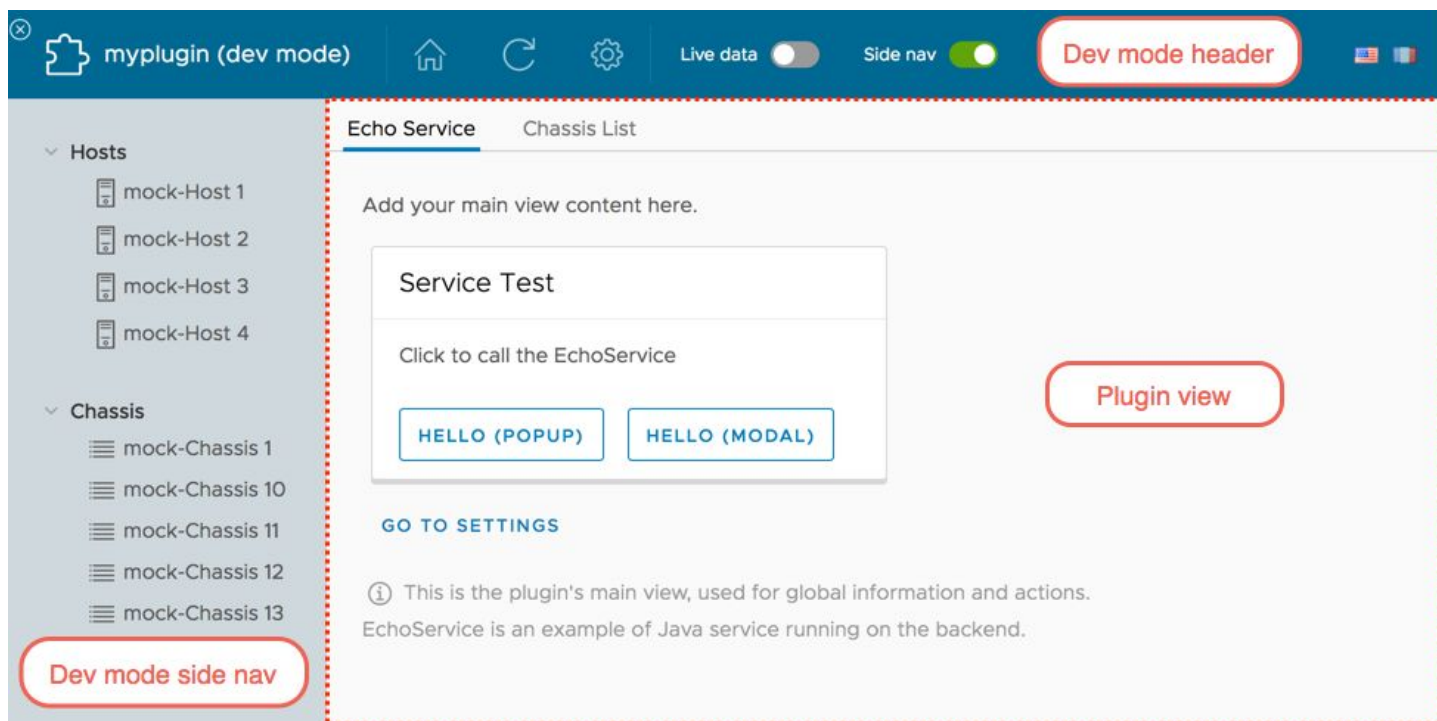 myplugin (dev mode)
Live data
Side nav
Dev mode header
Hosts
mock-Host 1
mock-Host 2
mock-Host 3
mock-Host 4
Chassis
mock-Chassis 1
mock-Chassis 10
mock-Chassis 11
mock-Chassis 12
mock-Chassis 13
Dev mode side nav
Echo Service
Chassis List
Add your main view content here.
Service Test
Click to call the EchoService
HELLO (POPUP)
HELLO (MODAL)
Plugin view
GO TO SETTINGS
This is the plugin's main view, used for global information and actions.
EchoService is an example of Java service running on the backend.